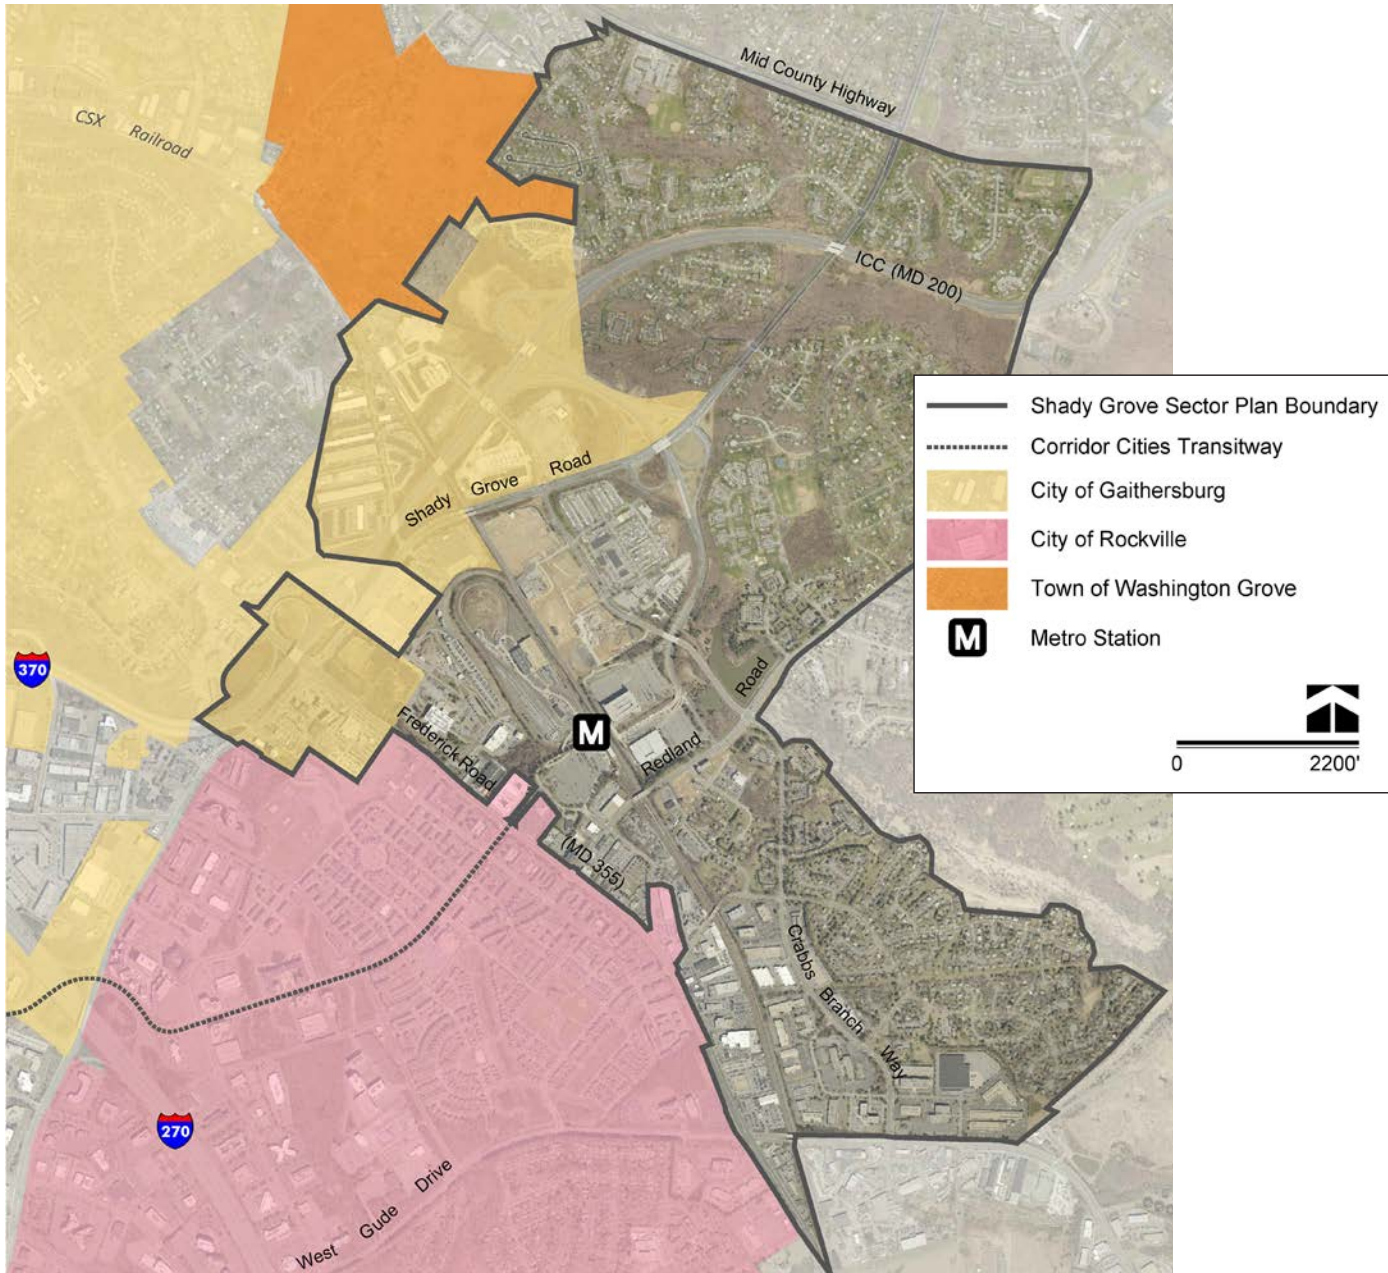 Mid County Highway
CSX Railroad
ICC (MD 200)
Shady Grove Road
Shady Grove Sector Plan Boundary
Corridor Cities Transitway
City of Gaithersburg
City of Rockville
Town of Washington Grove
M Metro Station
0 2200'
370
M
Redland Road
Frederick Road
(MD 355)
Crabbs Branch Way
270
West Gude Drive